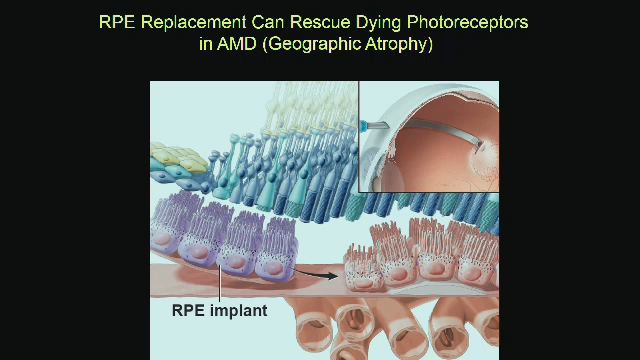 RPE Replacement Can Rescue Dying Photoreceptors
in AMD (Geographic Atrophy)
RPE implant